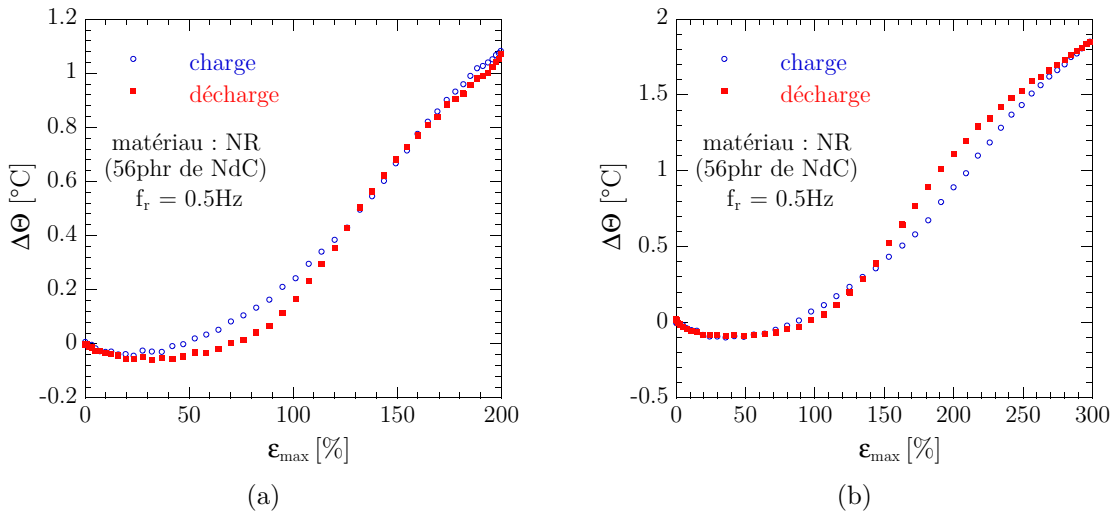 1.2
1
0.8
0.6
0.4
0.2
0
-0.2
ΔΘ [°C]
charge
décharge
matériau : NR
(56phr de NdC)
f_r = 0.5Hz
0 50 100 150 200
ε_max [%]
(a)
2
1.5
1
0.5
0
-0.5
ΔΘ [°C]
charge
décharge
matériau : NR
(56phr de NdC)
f_r = 0.5Hz
0 50 100 150 200 250 300
ε_max [%]
(b)